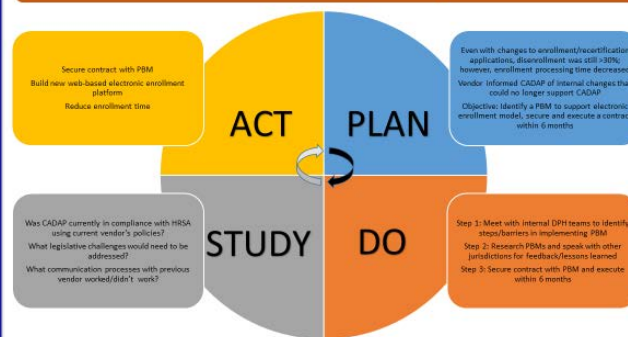 Secure contract with PBM
Build new web-based electronic enrollment
platform
Reduce enrollment time
ACT
PLAN
Even with changes to enrollment/recertification
applications, disenrollment was still >30%;
however, enrollment processing time decreased
Vendor informed CADAP of internal changes that
could no longer support CADAP
Objective: Identify a PBM to support electronic
enrollment model, secure and execute a contract
within 6 months
Was CADAP currently in compliance with HRSA
using current vendor's policies?
What legislative challenges would need to be
addressed?
What communication processes with previous
vendor worked/didn't work?
STUDY
DO
Step 1: Meet with internal DPH teams to identify
steps/barriers in implementing PBM
Step 2: Research PBMs and speak with other
jurisdictions for feedback/lessons learned
Step 3: Secure contract with PBM and execute
within 6 months